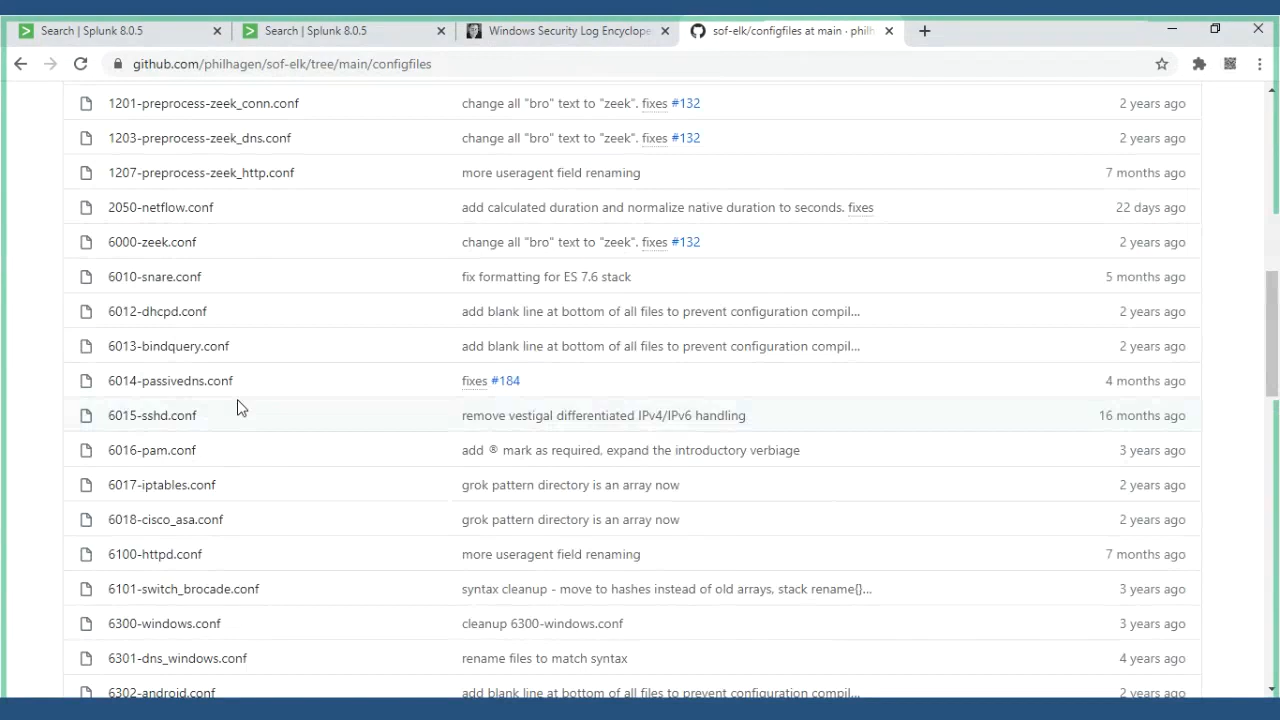 Search | Splunk 8.0.5
Search | Splunk 8.0.5
Windows Security Log Encyclope
sof-elk/configfiles at main · philh
github.com/philhagen/sof-elk/tree/main/configfiles
1201-preprocess-zeek_conn.conf change all "bro" text to "zeek". fixes #132 2 years ago
1203-preprocess-zeek_dns.conf change all "bro" text to "zeek". fixes #132 2 years ago
1207-preprocess-zeek_http.conf more useragent field renaming 7 months ago
2050-netflow.conf add calculated duration and normalize native duration to seconds. fixes 22 days ago
6000-zeek.conf change all "bro" text to "zeek". fixes #132 2 years ago
6010-snare.conf fix formatting for ES 7.6 stack 5 months ago
6012-dhcpd.conf add blank line at bottom of all files to prevent configuration compil... 2 years ago
6013-bindquery.conf add blank line at bottom of all files to prevent configuration compil... 2 years ago
6014-passivedns.conf fixes #184 4 months ago
6015-sshd.conf remove vestigal differentiated IPv4/IPv6 handling 16 months ago
6016-pam.conf add ® mark as required, expand the introductory verbiage 3 years ago
6017-iptables.conf grok pattern directory is an array now 2 years ago
6018-cisco_asa.conf grok pattern directory is an array now 2 years ago
6100-httpd.conf more useragent field renaming 7 months ago
6101-switch_brocade.conf syntax cleanup - move to hashes instead of old arrays, stack rename{}... 3 years ago
6300-windows.conf cleanup 6300-windows.conf 3 years ago
6301-dns_windows.conf rename files to match syntax 4 years ago
6302-android.conf add blank line at bottom of all files to prevent configuration compil... 2 years ago